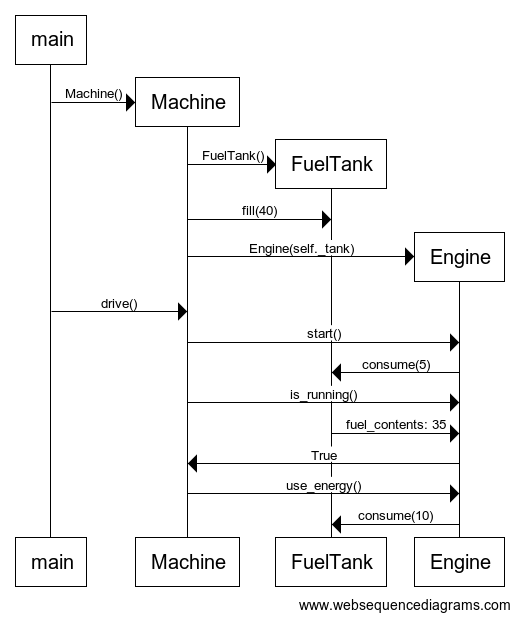 main
Machine()
Machine
FuelTank()
FuelTank
fill(40)
Engine(self._tank)
Engine
drive()
start()
consume(5)
is_running()
fuel_contents: 35
True
use_energy()
consume(10)
main
Machine
FuelTank
Engine
www.websequencediagrams.com